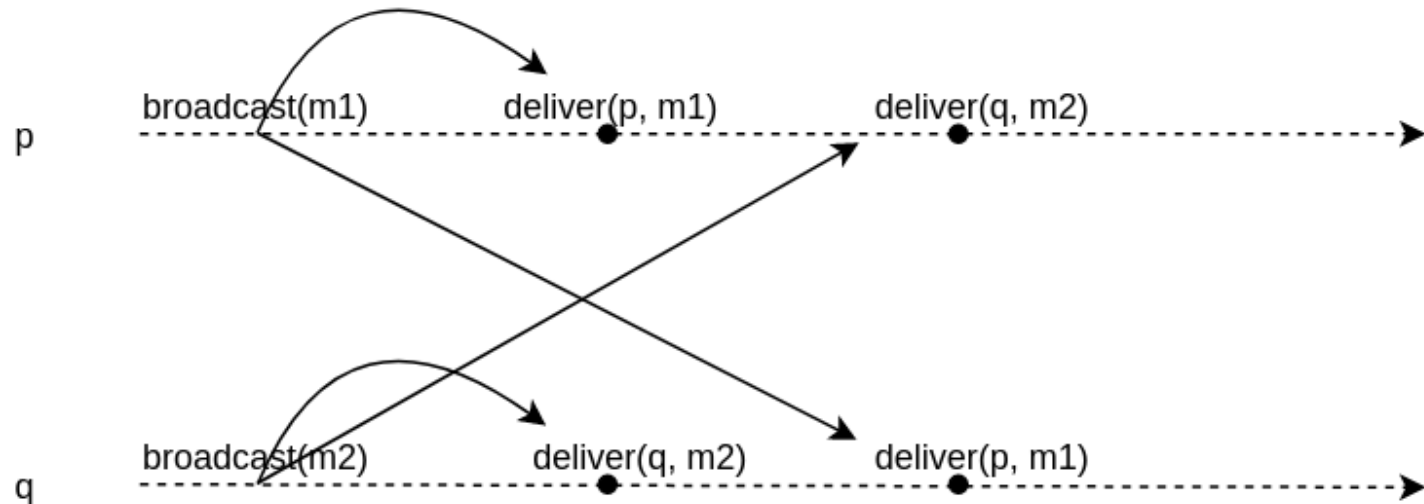 broadcast(m1) deliver(p, m1) deliver(q, m2)
p
broadcast(m2) deliver(q, m2) deliver(p, m1)
q